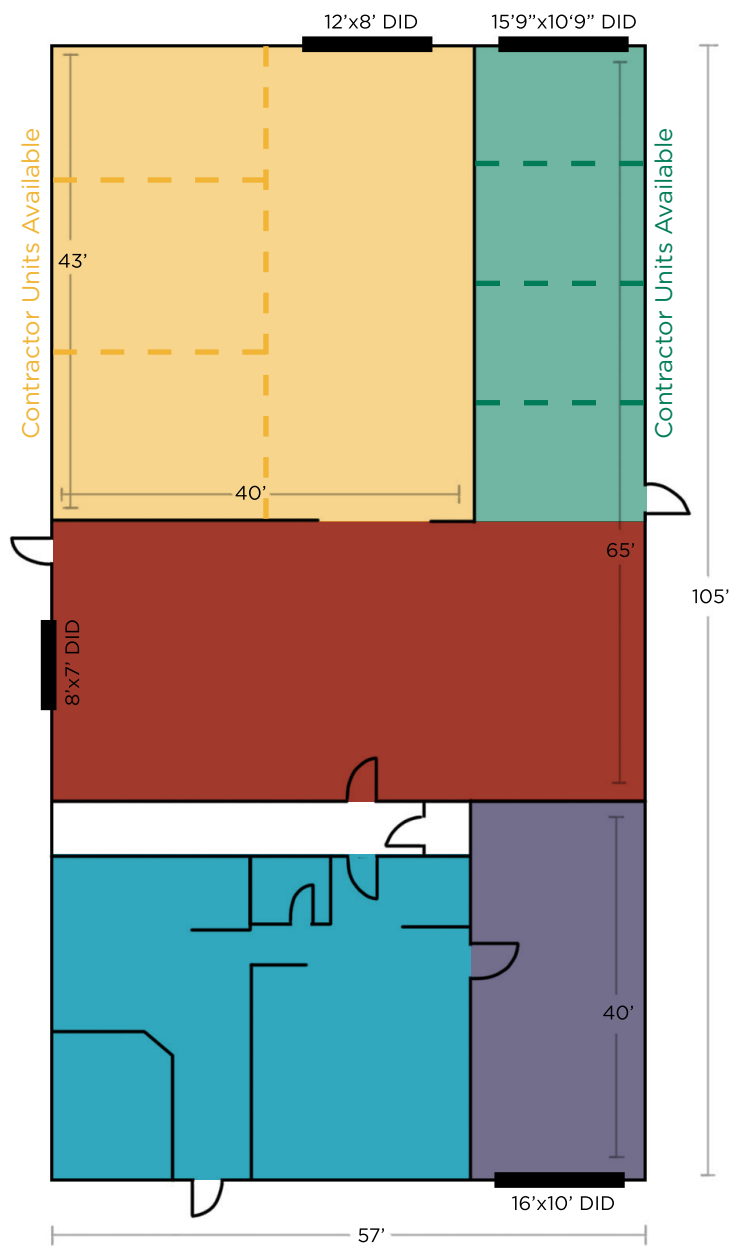 12’x8’ DID
15’9”x10‘9” DID
Contractor Units Available
43’
Contractor Units Available
40’
65’
105’
8’x7’ DID
40’
16’x10’ DID
57’